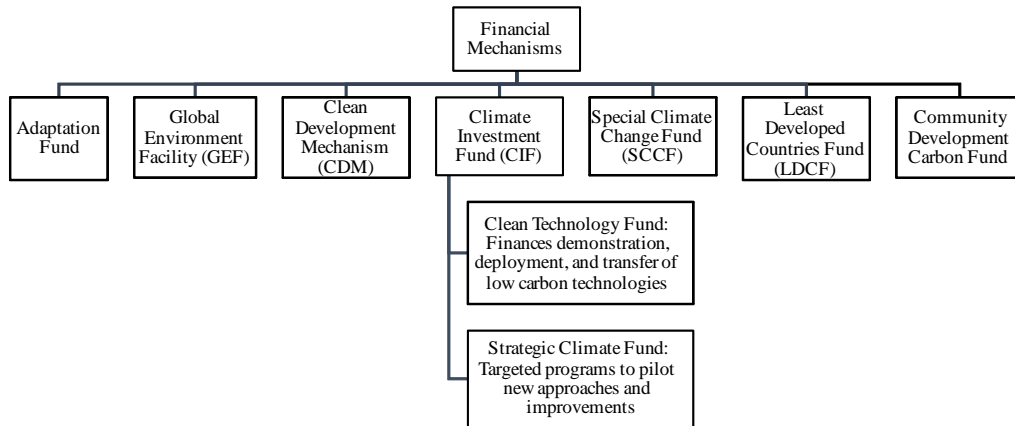 Financial
Mechanisms
Adaptation
Fund
Global
Environment
Facility (GEF)
Clean
Development
Mechanism
(CDM)
Climate
Investment
Fund (CIF)
Special Climate
Change Fund
(SCCF)
Least
Developed
Countries Fund
(LDCF)
Community
Development
Carbon Fund
Clean Technology Fund:
Finances demonstration,
deployment, and transfer of
low carbon technologies
Strategic Climate Fund:
Targeted programs to pilot
new approaches and
improvements